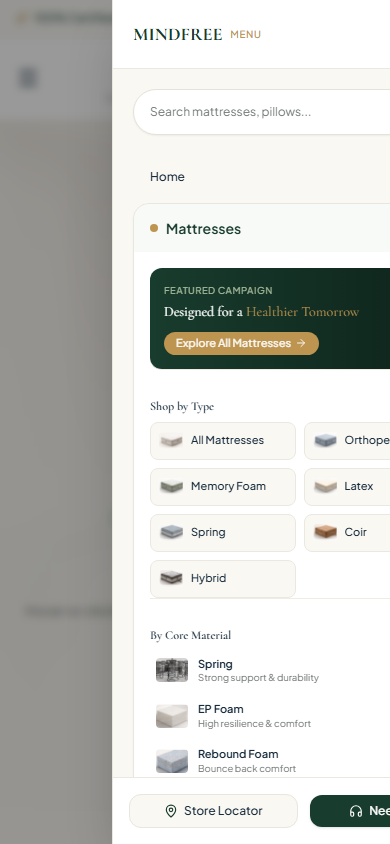 MINDFREE MENU
Search mattresses, pillows...
Home
Mattresses
FEATURED CAMPAIGN
Designed for a Healthier Tomorrow
Explore All Mattresses →
Shop by Type
All Mattresses
Orthope
Memory Foam
Latex
Spring
Coir
Hybrid
By Core Material
Spring
Strong support & durability
EP Foam
High resilience & comfort
Rebound Foam
Bounce back comfort
Store Locator
Nee